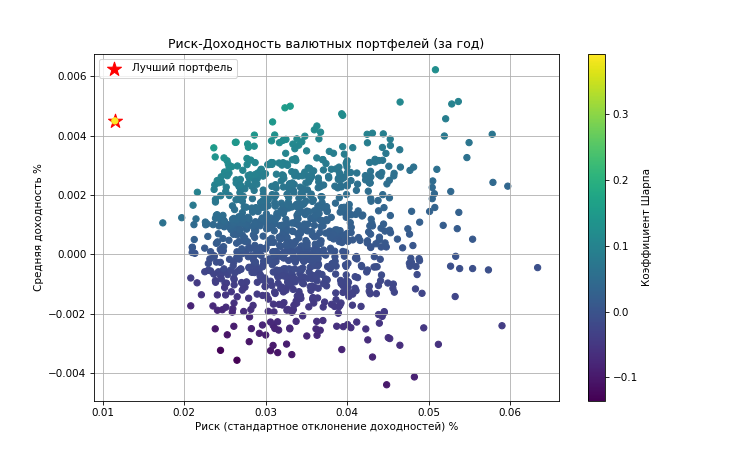 Риск-Доходность валютных портфелей (за год)
Лучший портфель
0.006
0.004
0.002
0.000
−0.002
−0.004
Средняя доходность %
0.01 0.02 0.03 0.04 0.05 0.06
Риск (стандартное отклонение доходностей) %
0.3
0.2
0.1
0.0
−0.1
Коэффициент Шарпа